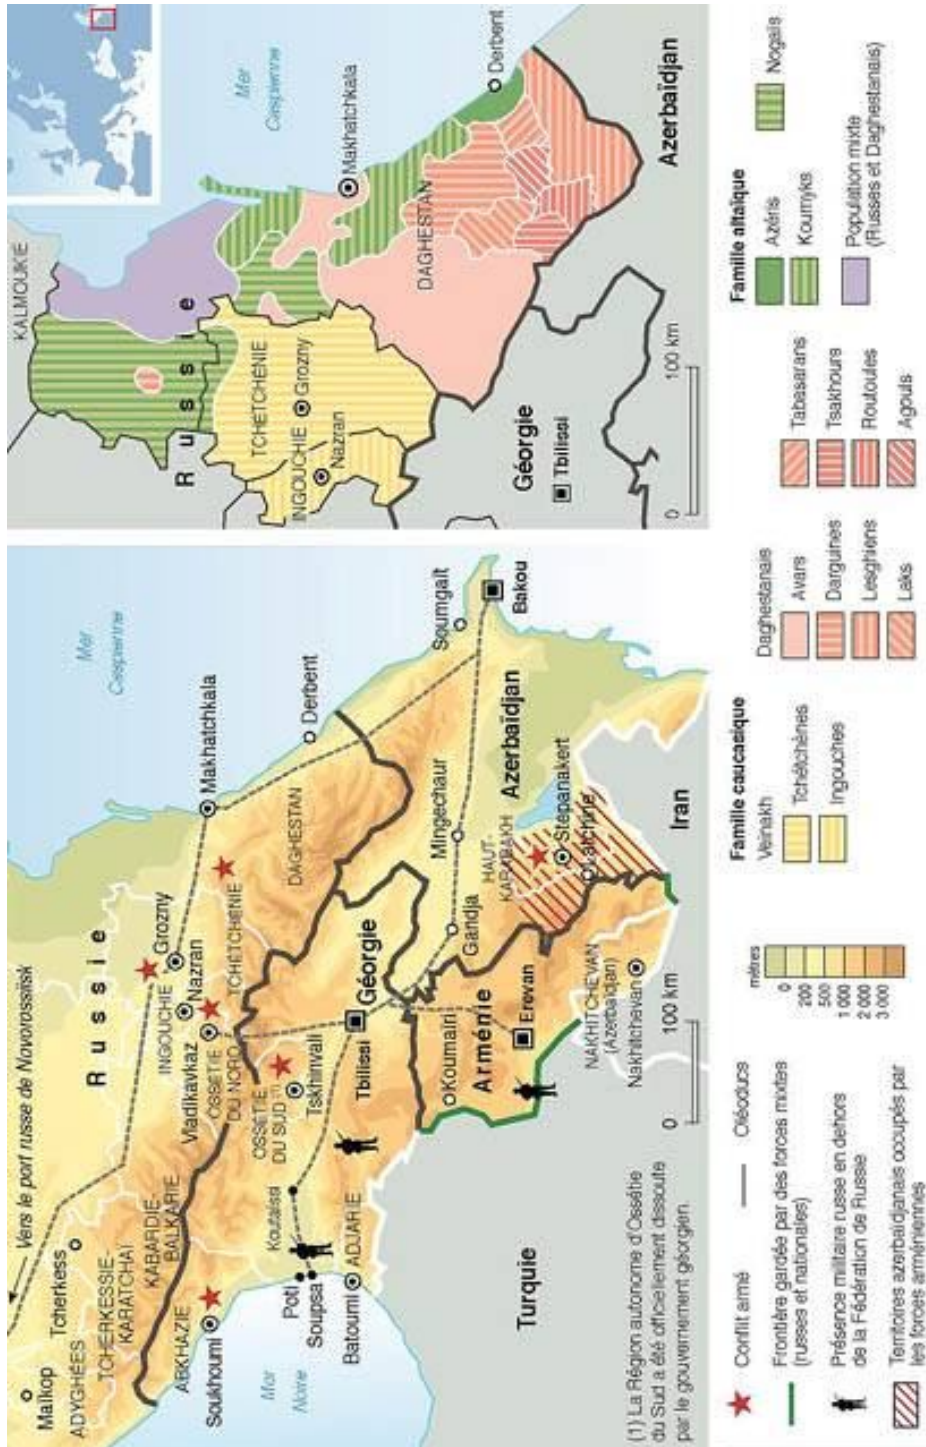 Vers le port russe de Novorossisk
Maïkop
ADYGHÉES
Tcherkess
TCHERKESSIE-
KARATCHAÏ
KABARDIE-
BALKARIE
Russie
ABKHAZIE
Soukhoumi
Mer
Noire
INGOUCHIE
Vladikavkaz
Nazran
Grozny
OSSÉTIE
DU NORD
TCHÉTCHÉNIE
OSSÉTIE
DU SUD (1)
Tskhinvali
DAGHESTAN
Makhatchkala
Derbent
Mer
Caspienne
Koutaïssi
Poti
Soupsa
Batoumi
ADJARIE
Tbilissi
Géorgie
Koumaïri
Arménie
Erevan
Gandja
Mingechaur
Azerbaïdjan
Soumgaït
Bakou
HAUT-
KARABAKH
Stepanakert
Latchine
NAKHITCHEVAN
(Azerbaïdjan)
Nakhitchevan
Turquie
Iran
0 100 km
(1) La Région autonome d'Ossétie
du Sud a été officiellement dissoute
par le gouvernement géorgien.
KALMOUKIE
Russie
TCHÉTCHÉNIE
INGOUCHIE
Grozny
Nazran
DAGHESTAN
Makhatchkala
Mer
Caspienne
Derbent
Azerbaïdjan
Géorgie
Tbilissi
0 100 km
Conflit armé
Oléoducs
Frontière gardée par des forces mixtes
(russes et nationales)
Présence militaire russe en dehors
de la Fédération de Russie
Territoires azerbaïdjanais occupés par
les forces arméniennes
mètres
0
200
500
1 000
2 000
3 000
Famille caucasique
Veïnakh
Tchétchènes
Ingouches
Daghestanais
Avars
Darguines
Lesghiens
Laks
Tabasarans
Tsakhours
Routoules
Agouls
Famille altaïque
Azéris
Koumyks
Nogaïs
Population mixte
(Russes et Daghestanais)